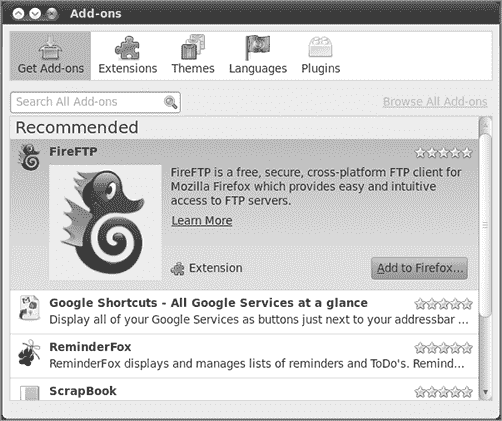 Add-ons
Get Add-ons Extensions Themes Languages Plugins
Search All Add-ons Browse All Add-ons
Recommended
FireFTP
FireFTP is a free, secure, cross-platform FTP client for
Mozilla Firefox which provides easy and intuitive
access to FTP servers.
Learn More
Extension Add to Firefox...
Google Shortcuts - All Google Services at a glance
Display all of your Google Services as buttons just next to your addressbar ...
ReminderFox
ReminderFox displays and manages lists of reminders and ToDo's. Remind...
ScrapBook